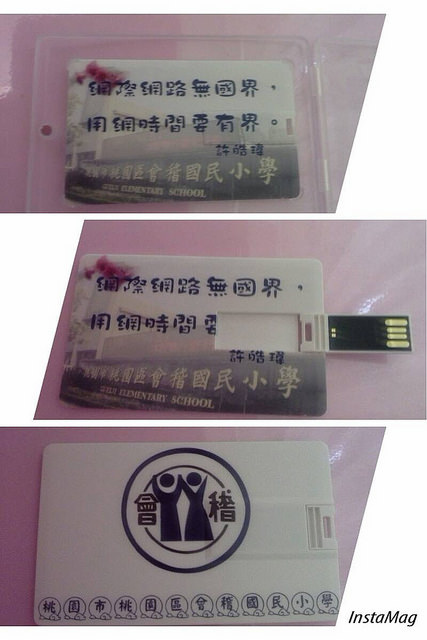 網際網路無國界，
用網時間要有界。
許皓瑋
桃園市桃園區會稽國民小學
ELEMENTARY SCHOOL
網際網路無國界，
用網時間要
許皓瑋
桃園市桃園區會稽國民小學
ELEMENTARY SCHOOL
會稽
桃園市桃園區會稽國民小學
InstaMag